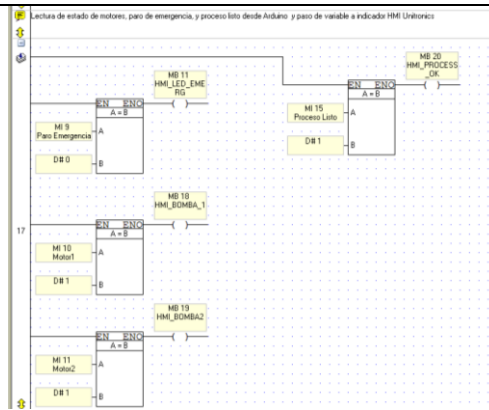 Lectura de estado de motores, paro de emergencia, y proceso listo desde Arduino y paso de variable a indicador HMI Unitronics
MB 20
HMI_PROCESS
_OK
MB 11
HMI_LED_EME
RG
EN ENO
A = B
MI 15
Proceso Listo
A
D# 1
B
EN ENO
A = B
MI 9
Paro Emergencia
A
D# 0
B
MB 18
HMI_BOMBA_1
17
EN ENO
A = B
MI 10
Motor1
A
D# 1
B
MB 19
HMI_BOMBA2
EN ENO
A = B
MI 11
Motor2
A
D# 1
B